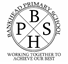 BANKHEAD PRIMARY SCHOOL
B
P S
H
WORKING TOGETHER TO
ACHIEVE OUR BEST